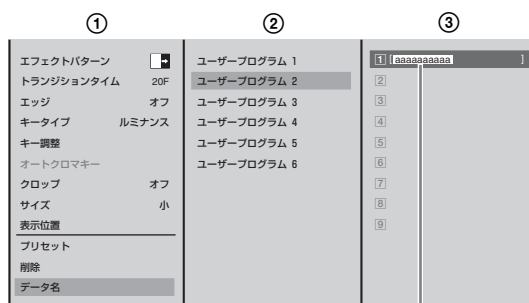 ①
エフェクトパターン
トランジションタイム 20F
エッジ オフ
キータイプ ルミナンス
キー調整
オートクロマキー
クロップ オフ
サイズ 小
表示位置
プリセット
削除
データ名
②
ユーザープログラム 1
ユーザープログラム 2
ユーザープログラム 3
ユーザープログラム 4
ユーザープログラム 5
ユーザープログラム 6
③
1 [aaaaaaaaaa ]
2
3
4
5
6
7
8
9